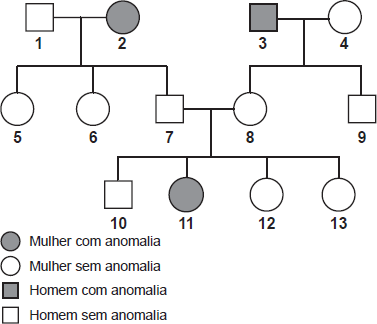 1 2 3 4
5 6 7 8 9
10 11 12 13
Mulher com anomalia
Mulher sem anomalia
Homem com anomalia
Homem sem anomalia